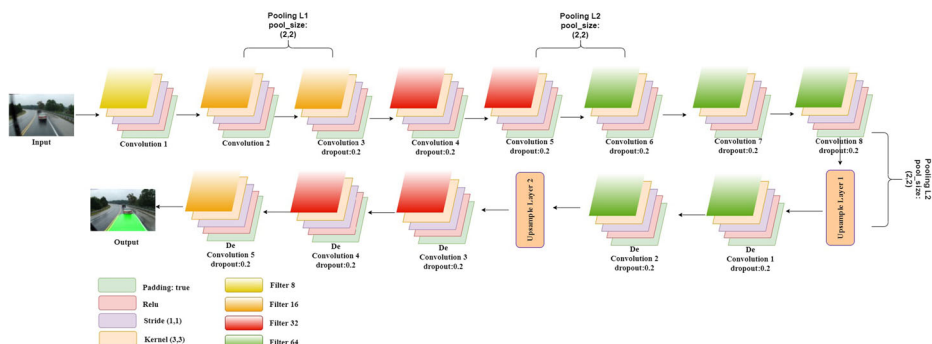 Pooling L1
pool_size:
(2,2)
Pooling L2
pool_size:
(2,2)
Input
Convolution 1
Convolution 2
Convolution 3
dropout:0.2
Convolution 4
dropout:0.2
Convolution 5
dropout:0.2
Convolution 6
dropout:0.2
Convolution 7
dropout:0.2
Convolution 8
dropout:0.2
Pooling L2
pool_size:
(2,2)
Output
De
Convolution 5
dropout:0.2
De
Convolution 4
dropout:0.2
De
Convolution 3
dropout:0.2
Upsample Layer 2
De
Convolution 2
dropout:0.2
De
Convolution 1
dropout:0.2
Upsample Layer 1
Padding: true
Relu
Stride (1,1)
Kernel (3,3)
Filter 8
Filter 16
Filter 32
Filter 64